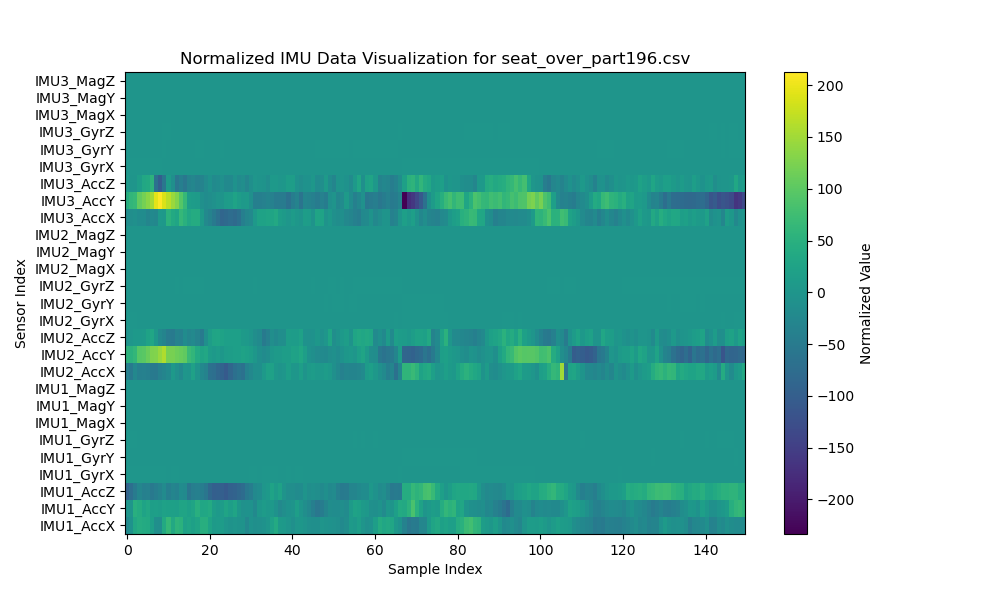 Normalized IMU Data Visualization for seat_over_part196.csv
IMU3_MagZ
IMU3_MagY
IMU3_MagX
IMU3_GyrZ
IMU3_GyrY
IMU3_GyrX
IMU3_AccZ
IMU3_AccY
IMU3_AccX
IMU2_MagZ
IMU2_MagY
IMU2_MagX
IMU2_GyrZ
IMU2_GyrY
IMU2_GyrX
IMU2_AccZ
IMU2_AccY
IMU2_AccX
IMU1_MagZ
IMU1_MagY
IMU1_MagX
IMU1_GyrZ
IMU1_GyrY
IMU1_GyrX
IMU1_AccZ
IMU1_AccY
IMU1_AccX
Sensor Index
0 20 40 60 80 100 120 140
Sample Index
200
150
100
50
0
−50
−100
−150
−200
Normalized Value